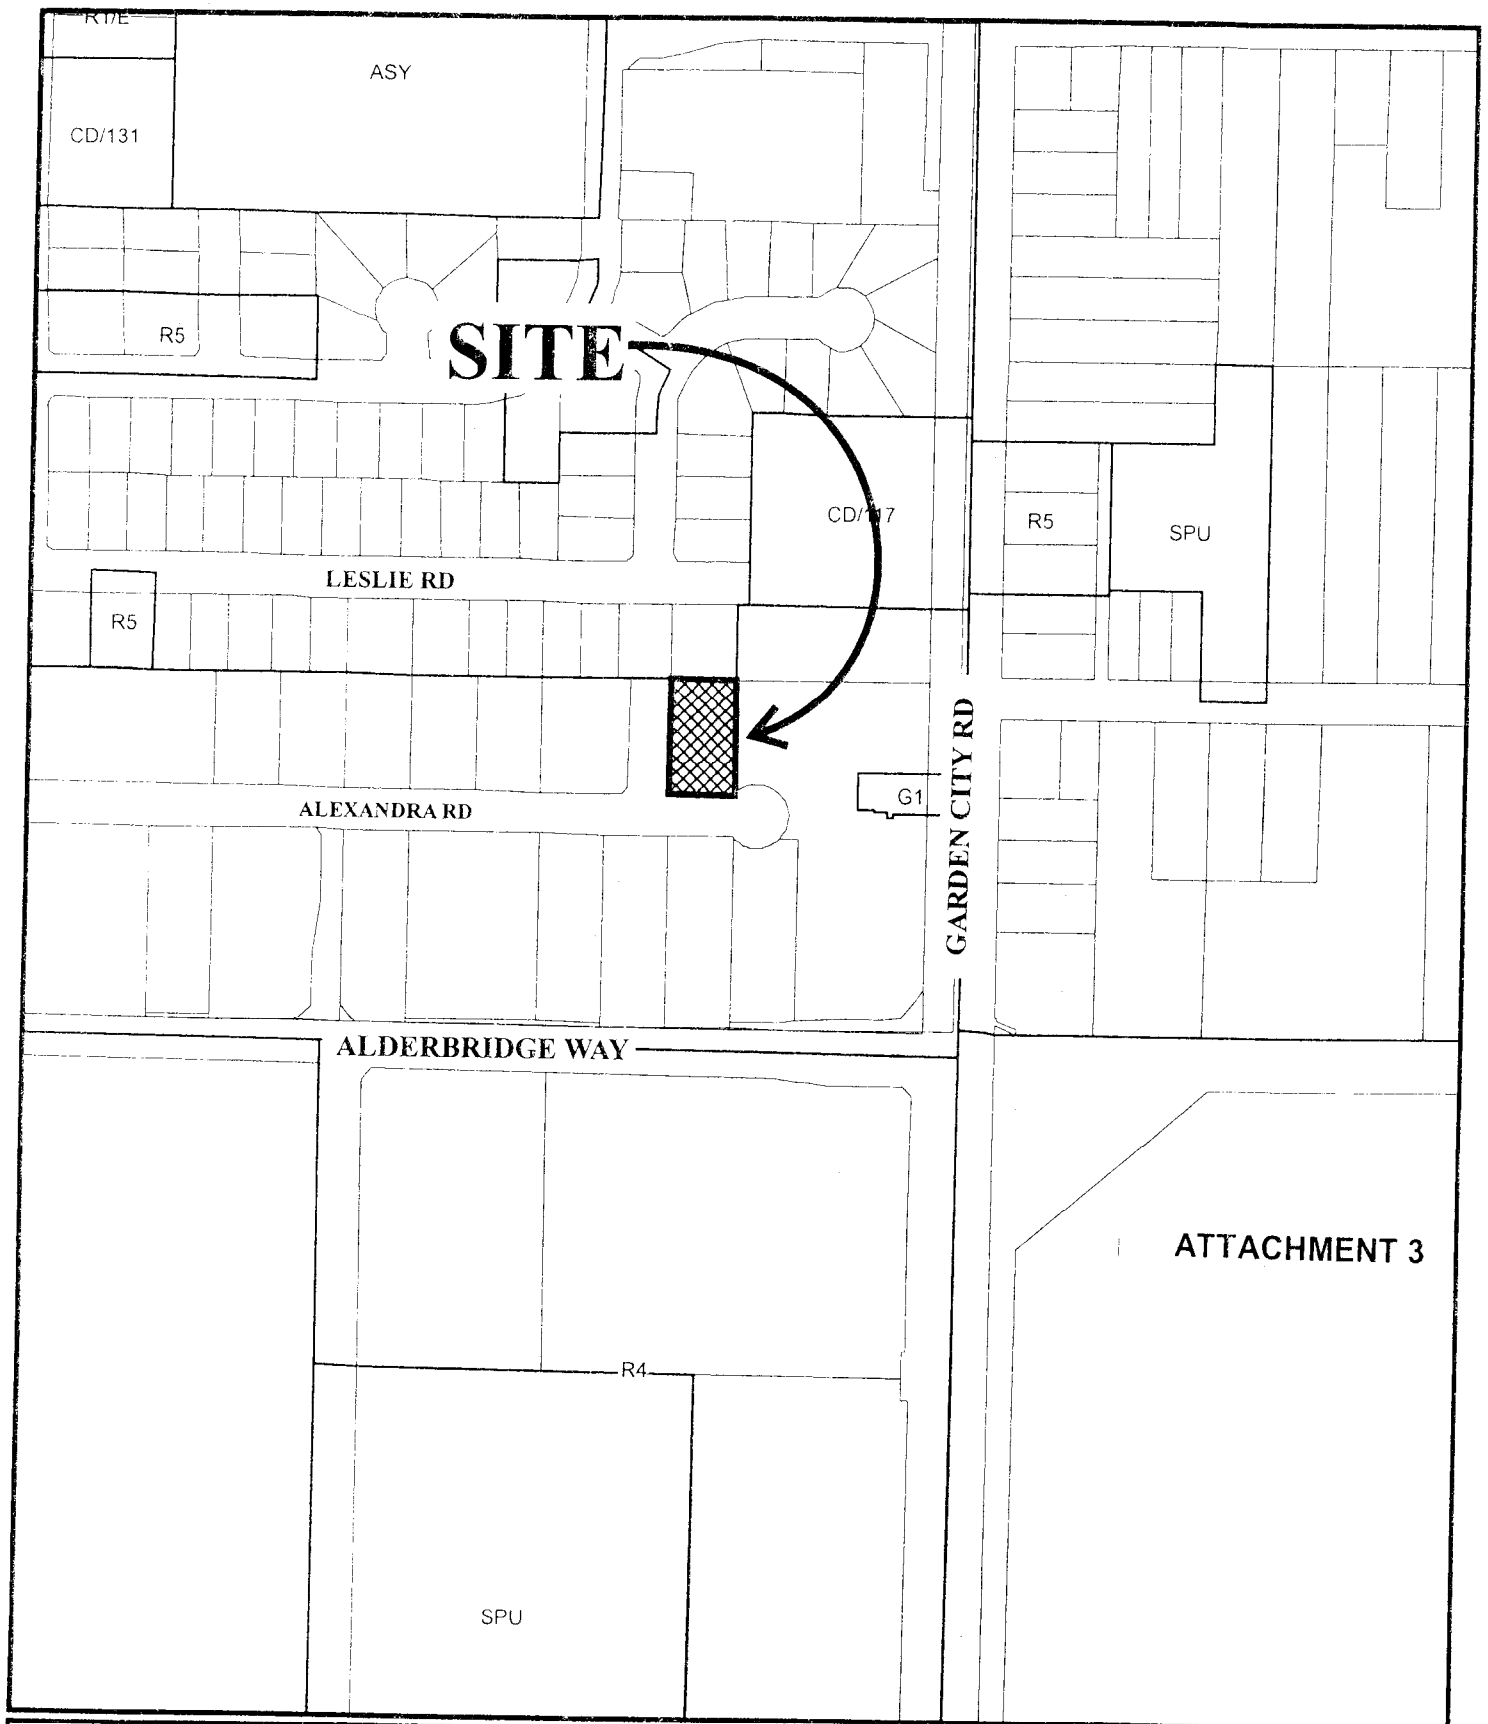 R1/E
ASY
CD/131
R5
SITE
CD/117
R5
SPU
LESLIE RD
R5
GARDEN CITY RD
G1
ALEXANDRA RD
ALDERBRIDGE WAY
ATTACHMENT 3
R4
SPU